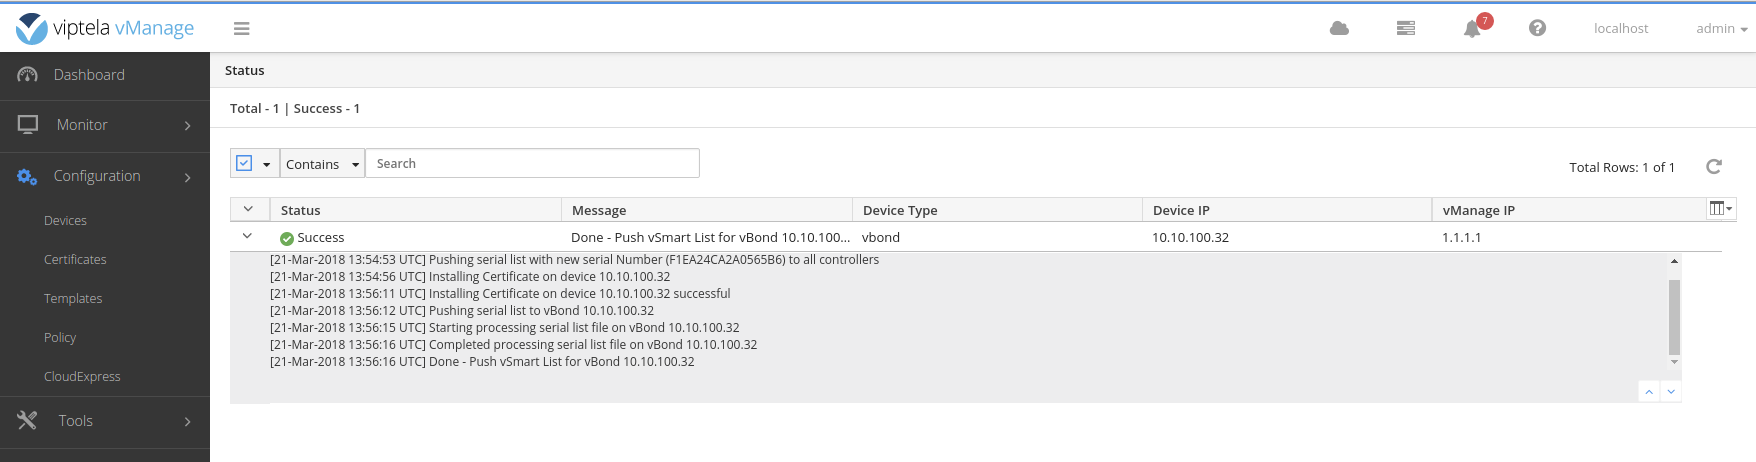 viptela vManage
7
localhost
admin
Dashboard
Monitor
Configuration
Devices
Certificates
Templates
Policy
CloudExpress
Tools
Status
Total - 1 | Success - 1
Contains
Search
Total Rows: 1 of 1
Status Message Device Type Device IP vManage IP
Success Done - Push vSmart List for vBond 10.10.100... vbond 10.10.100.32 1.1.1.1
[21-Mar-2018 13:54:53 UTC] Pushing serial list with new serial Number (F1EA24CA2A0565B6) to all controllers
[21-Mar-2018 13:54:56 UTC] Installing Certificate on device 10.10.100.32
[21-Mar-2018 13:56:11 UTC] Installing Certificate on device 10.10.100.32 successful
[21-Mar-2018 13:56:12 UTC] Pushing serial list to vBond 10.10.100.32
[21-Mar-2018 13:56:15 UTC] Starting processing serial list file on vBond 10.10.100.32
[21-Mar-2018 13:56:16 UTC] Completed processing serial list file on vBond 10.10.100.32
[21-Mar-2018 13:56:16 UTC] Done - Push vSmart List for vBond 10.10.100.32